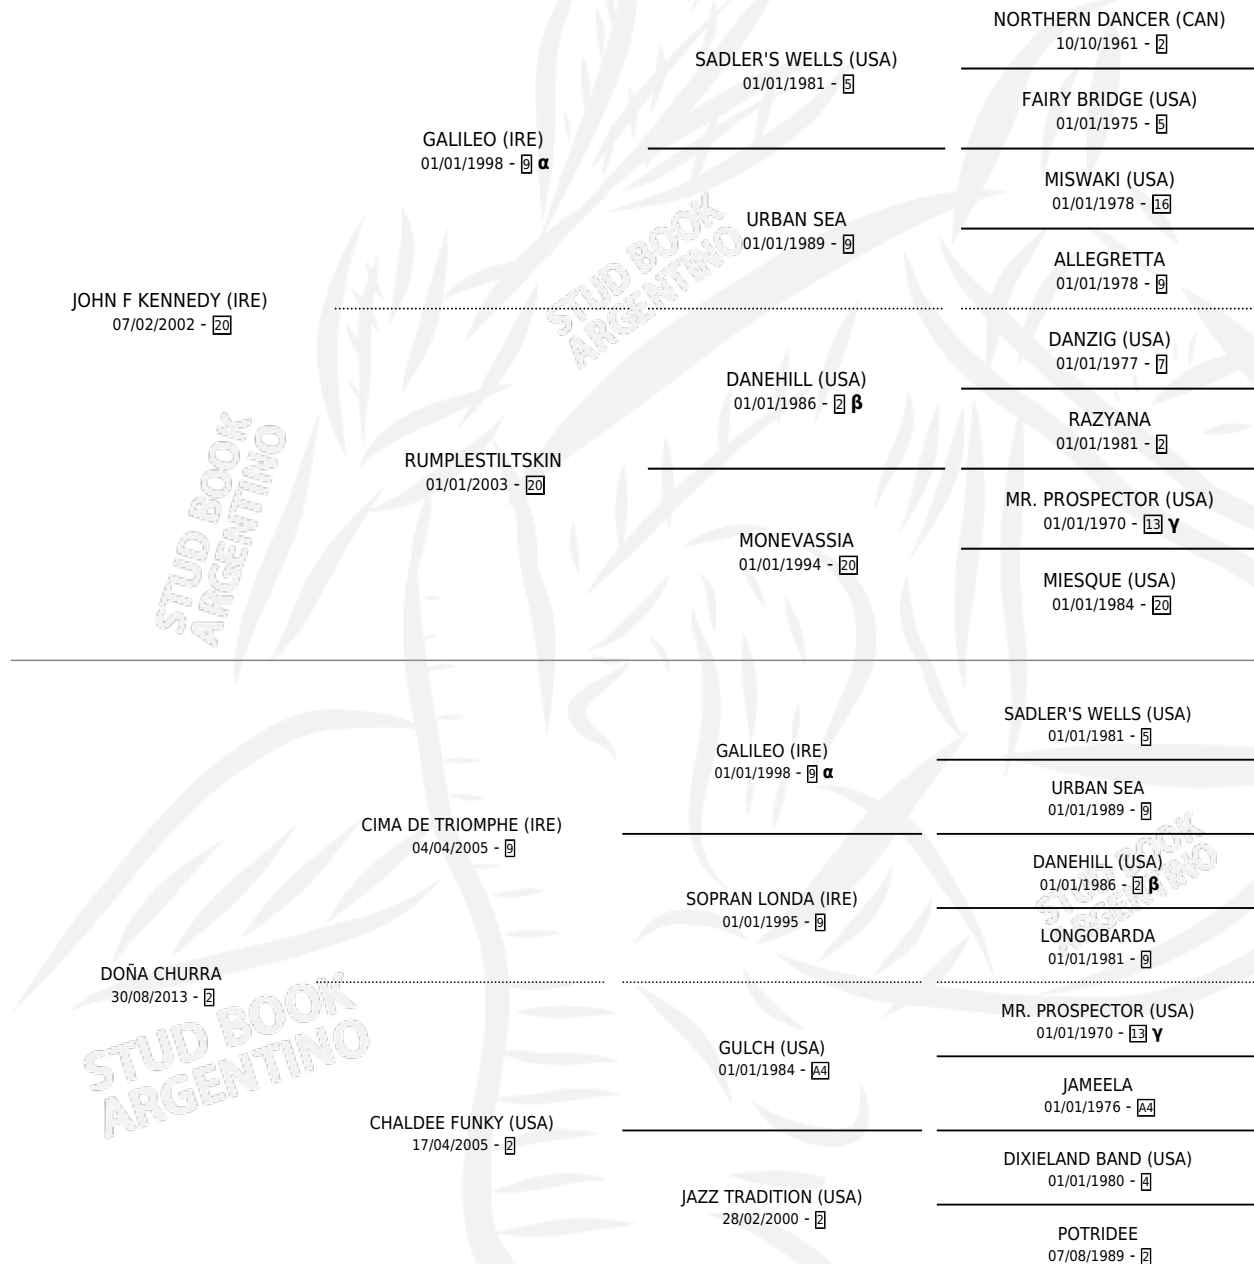 NORTHERN DANCER (CAN)
10/10/1961 - 2
SADLER'S WELLS (USA)
01/01/1981 - 5
FAIRY BRIDGE (USA)
01/01/1975 - 5
GALILEO (IRE)
01/01/1998 - 9 α
MISWAKI (USA)
01/01/1978 - 16
URBAN SEA
01/01/1989 - 9
ALLEGRETTA
01/01/1978 - 9
JOHN F KENNEDY (IRE)
07/02/2002 - 20
DANZIG (USA)
01/01/1977 - 7
DANEHILL (USA)
01/01/1986 - 2 β
RAZYANA
01/01/1981 - 2
RUMPLESTILTSKIN
01/01/2003 - 20
MR. PROSPECTOR (USA)
01/01/1970 - 13 γ
MONEVASSIA
01/01/1994 - 20
MIESQUE (USA)
01/01/1984 - 20
SADLER'S WELLS (USA)
01/01/1981 - 5
GALILEO (IRE)
01/01/1998 - 9 α
URBAN SEA
01/01/1989 - 9
CIMA DE TRIOMPHE (IRE)
04/04/2005 - 9
DANEHILL (USA)
01/01/1986 - 2 β
SOPRAN LONDA (IRE)
01/01/1995 - 9
LONGOBARDA
01/01/1981 - 9
DOÑA CHURRA
30/08/2013 - 2
MR. PROSPECTOR (USA)
01/01/1970 - 13 γ
GULCH (USA)
01/01/1984 - A4
JAMEELA
01/01/1976 - A4
CHALDEE FUNKY (USA)
17/04/2005 - 2
DIXIELAND BAND (USA)
01/01/1980 - 4
JAZZ TRADITION (USA)
28/02/2000 - 2
POTRIDEE
07/08/1989 - 2
STUD BOOK
ARGENTINO
STUD BOOK
ARGENTINO
STUD BOOK
ARGENTINO
STUD BOOK
ARGENTINO